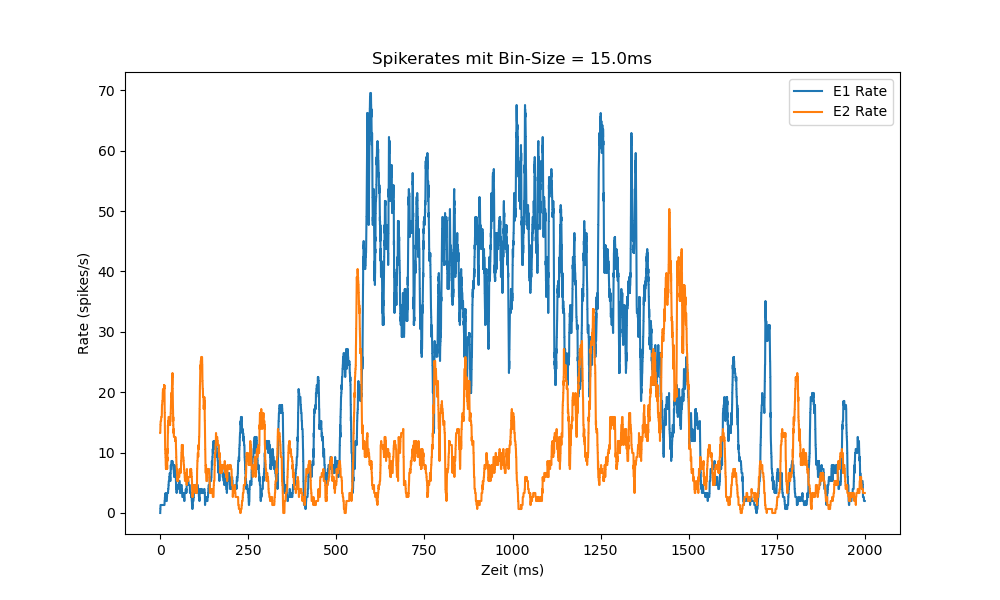 Spikerates mit Bin-Size = 15.0ms
E1 Rate
E2 Rate
Rate (spikes/s)
70
60
50
40
30
20
10
0
0 250 500 750 1000 1250 1500 1750 2000
Zeit (ms)